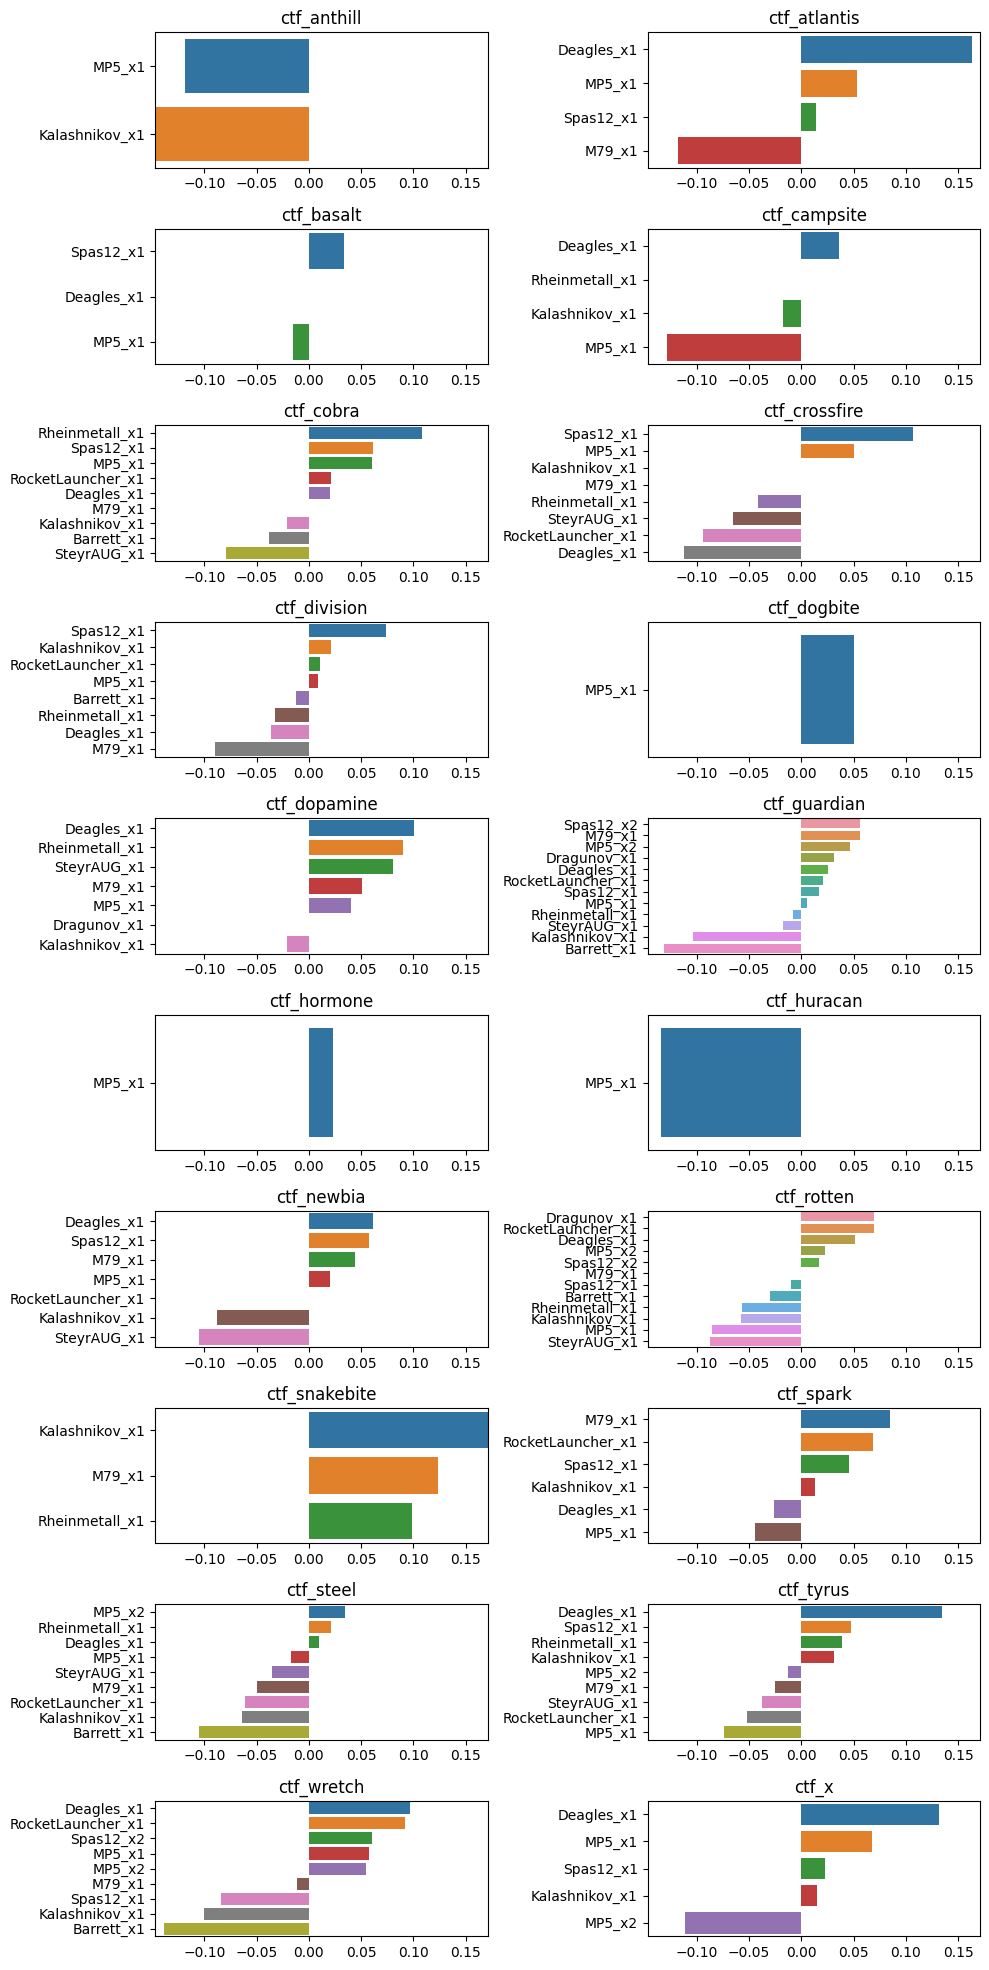 ctf_anthill
MP5_x1
Kalashnikov_x1
−0.10 −0.05 0.00 0.05 0.10 0.15
ctf_atlantis
Deagles_x1
MP5_x1
Spas12_x1
M79_x1
−0.10 −0.05 0.00 0.05 0.10 0.15
ctf_basalt
Spas12_x1
Deagles_x1
MP5_x1
−0.10 −0.05 0.00 0.05 0.10 0.15
ctf_campsite
Deagles_x1
Rheinmetall_x1
Kalashnikov_x1
MP5_x1
−0.10 −0.05 0.00 0.05 0.10 0.15
ctf_cobra
Rheinmetall_x1
Spas12_x1
MP5_x1
RocketLauncher_x1
Deagles_x1
M79_x1
Kalashnikov_x1
Barrett_x1
SteyrAUG_x1
−0.10 −0.05 0.00 0.05 0.10 0.15
ctf_crossfire
Spas12_x1
MP5_x1
Kalashnikov_x1
M79_x1
Rheinmetall_x1
SteyrAUG_x1
RocketLauncher_x1
Deagles_x1
−0.10 −0.05 0.00 0.05 0.10 0.15
ctf_division
Spas12_x1
Kalashnikov_x1
RocketLauncher_x1
MP5_x1
Barrett_x1
Rheinmetall_x1
Deagles_x1
M79_x1
−0.10 −0.05 0.00 0.05 0.10 0.15
ctf_dogbite
MP5_x1
−0.10 −0.05 0.00 0.05 0.10 0.15
ctf_dopamine
Deagles_x1
Rheinmetall_x1
SteyrAUG_x1
M79_x1
MP5_x1
Dragunov_x1
Kalashnikov_x1
−0.10 −0.05 0.00 0.05 0.10 0.15
ctf_guardian
Spas12_x2
M79_x1
MP5_x2
Dragunov_x1
Deagles_x1
RocketLauncher_x1
Spas12_x1
MP5_x1
Rheinmetall_x1
SteyrAUG_x1
Kalashnikov_x1
Barrett_x1
−0.10 −0.05 0.00 0.05 0.10 0.15
ctf_hormone
MP5_x1
−0.10 −0.05 0.00 0.05 0.10 0.15
ctf_huracan
MP5_x1
−0.10 −0.05 0.00 0.05 0.10 0.15
ctf_newbia
Deagles_x1
Spas12_x1
M79_x1
MP5_x1
RocketLauncher_x1
Kalashnikov_x1
SteyrAUG_x1
−0.10 −0.05 0.00 0.05 0.10 0.15
ctf_rotten
Dragunov_x1
RocketLauncher_x1
Deagles_x1
MP5_x2
Spas12_x2
M79_x1
Spas12_x1
Barrett_x1
Rheinmetall_x1
Kalashnikov_x1
MP5_x1
SteyrAUG_x1
−0.10 −0.05 0.00 0.05 0.10 0.15
ctf_snakebite
Kalashnikov_x1
M79_x1
Rheinmetall_x1
−0.10 −0.05 0.00 0.05 0.10 0.15
ctf_spark
M79_x1
RocketLauncher_x1
Spas12_x1
Kalashnikov_x1
Deagles_x1
MP5_x1
−0.10 −0.05 0.00 0.05 0.10 0.15
ctf_steel
MP5_x2
Rheinmetall_x1
Deagles_x1
MP5_x1
SteyrAUG_x1
M79_x1
RocketLauncher_x1
Kalashnikov_x1
Barrett_x1
−0.10 −0.05 0.00 0.05 0.10 0.15
ctf_tyrus
Deagles_x1
Spas12_x1
Rheinmetall_x1
Kalashnikov_x1
MP5_x2
M79_x1
SteyrAUG_x1
RocketLauncher_x1
MP5_x1
−0.10 −0.05 0.00 0.05 0.10 0.15
ctf_wretch
Deagles_x1
RocketLauncher_x1
Spas12_x2
MP5_x1
MP5_x2
M79_x1
Spas12_x1
Kalashnikov_x1
Barrett_x1
−0.10 −0.05 0.00 0.05 0.10 0.15
ctf_x
Deagles_x1
MP5_x1
Spas12_x1
Kalashnikov_x1
MP5_x2
−0.10 −0.05 0.00 0.05 0.10 0.15